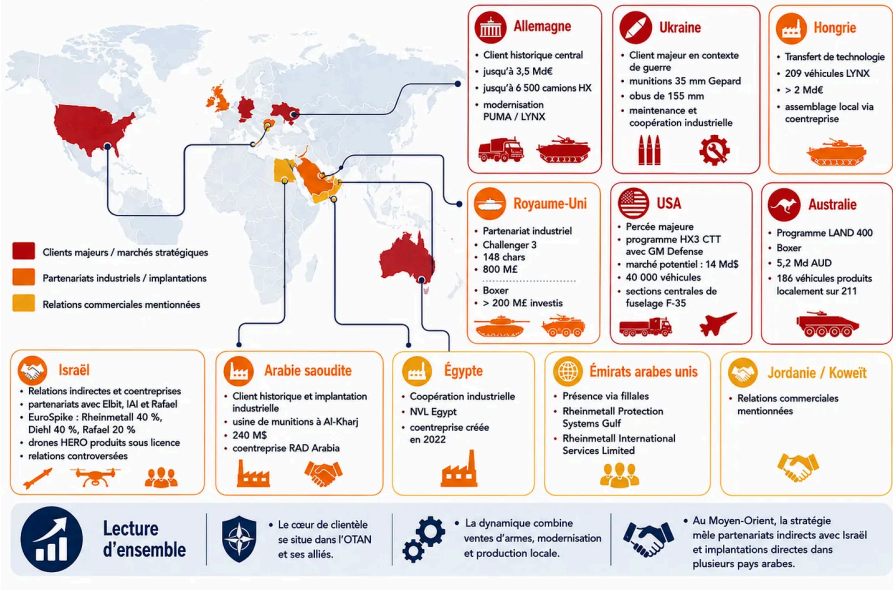 Allemagne
• Client historique central
• jusqu'à 3,5 Md€
• jusqu'à 6 500 camions HX
• modernisation
PUMA / LYNX
Ukraine
• Client majeur en contexte
de guerre
• munitions 35 mm Gepard
• obus de 155 mm
• maintenance et
coopération industrielle
Hongrie
• Transfert de technologie
• 209 véhicules LYNX
• > 2 Md€
• assemblage local via
coentreprise
Clients majeurs / marchés stratégiques
Partenariats industriels / implantations
Relations commerciales mentionnées
Royaume-Uni
• Partenariat industriel
• Challenger 3
• 148 chars
• 800 M£
• Boxer
• > 200 M£ investis
USA
• Percée majeure
• programme HX3 CTT
avec GM Defense
• marché potentiel : 14 Md$
• 40 000 véhicules
• sections centrales de
fuselage F-35
Australie
• Programme LAND 400
• Boxer
• 5,2 Md AUD
• 186 véhicules produits
localement sur 211
Israël
• Relations indirectes et coentreprises
• partenariats avec Elbit, IAI et Rafael
• EuroSpike : Rheinmetall 40 %,
Diehl 40 %, Rafael 20 %
• drones HERO produits sous licence
• relations controversées
Arabie saoudite
• Client historique et implantation
industrielle
• usine de munitions à Al-Kharj
• 240 M$
• coentreprise RAD Arabia
Égypte
• Coopération industrielle
• NVL Egypt
• coentreprise créée
en 2022
Émirats arabes unis
• Présence via fillales
• Rheinmetall Protection
Systems Gulf
• Rheinmetall International
Services Limited
Jordanie / Koweït
• Relations commerciales
mentionnées
Lecture
d'ensemble
• Le cœur de clientèle
se situe dans l'OTAN
et ses alliés.
• La dynamique combine
ventes d'armes, modernisation
et production locale.
• Au Moyen-Orient, la stratégie
mêle partenariats indirects avec Israël
et implantations directes dans
plusieurs pays arabes.